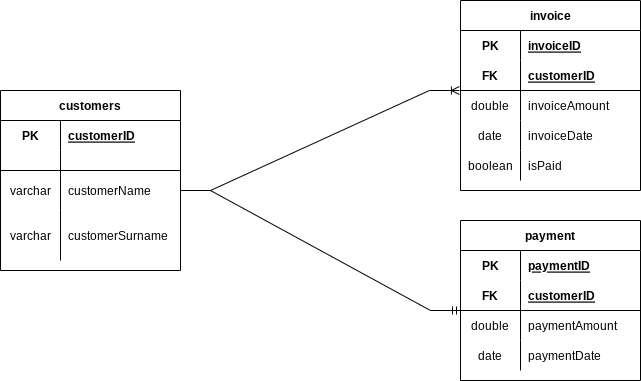 customers
PK customerID
varchar customerName
varchar customerSurname
invoice
PK invoiceID
FK customerID
double invoiceAmount
date invoiceDate
boolean isPaid
payment
PK paymentID
FK customerID
double paymentAmount
date paymentDate